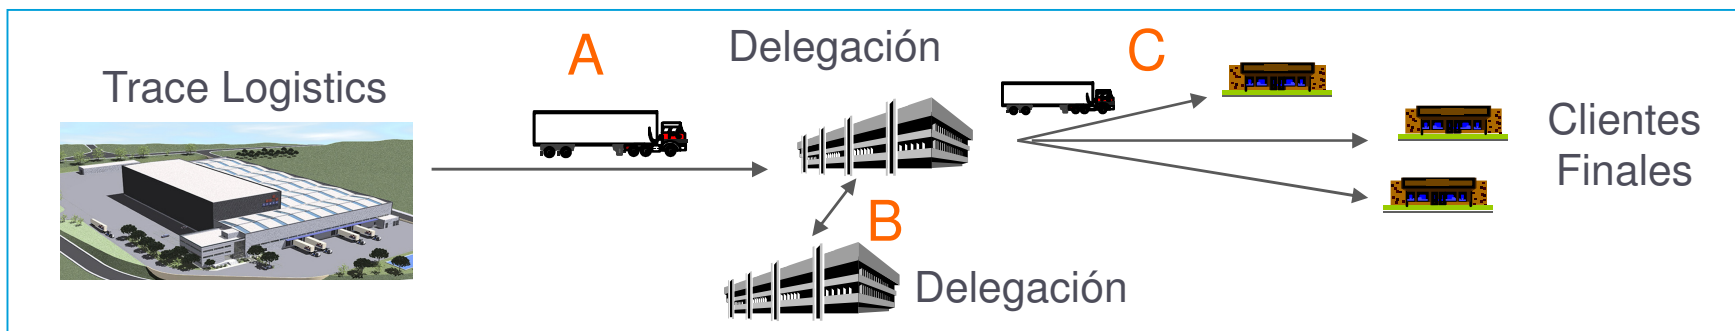 Trace Logistics
A
Delegación
C
Clientes
Finales
B
Delegación